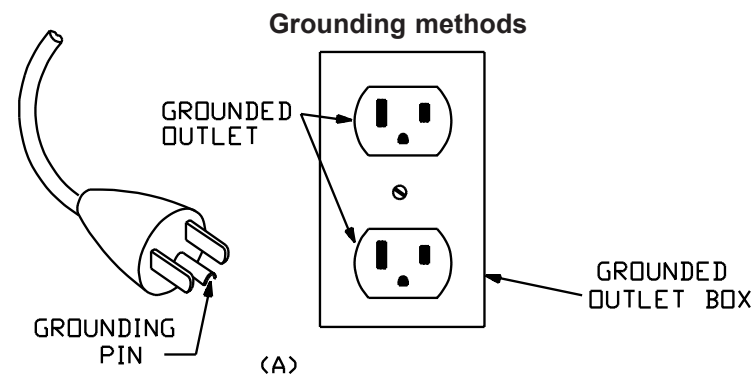 Grounding methods
GROUNDED
OUTLET
GROUNDED
OUTLET BOX
GROUNDING
PIN
(A)